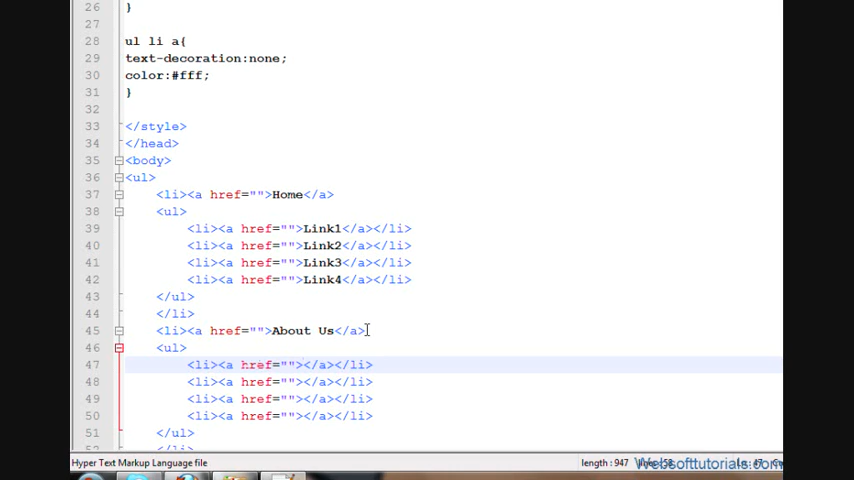 26 }
27
28 ul li a{
29 text-decoration:none;
30 color:#fff;
31 }
32
33 </style>
34 </head>
35 <body>
36 <ul>
37 <li><a href="">Home</a>
38 <ul>
39 <li><a href="">Link1</a></li>
40 <li><a href="">Link2</a></li>
41 <li><a href="">Link3</a></li>
42 <li><a href="">Link4</a></li>
43 </ul>
44 </li>
45 <li><a href="">About Us</a>
46 <ul>
47 <li><a href=""></a></li>
48 <li><a href=""></a></li>
49 <li><a href=""></a></li>
50 <li><a href=""></a></li>
51 </ul>
52 </li>
Hyper Text Markup Language file length : 947
Websofttutorials.com